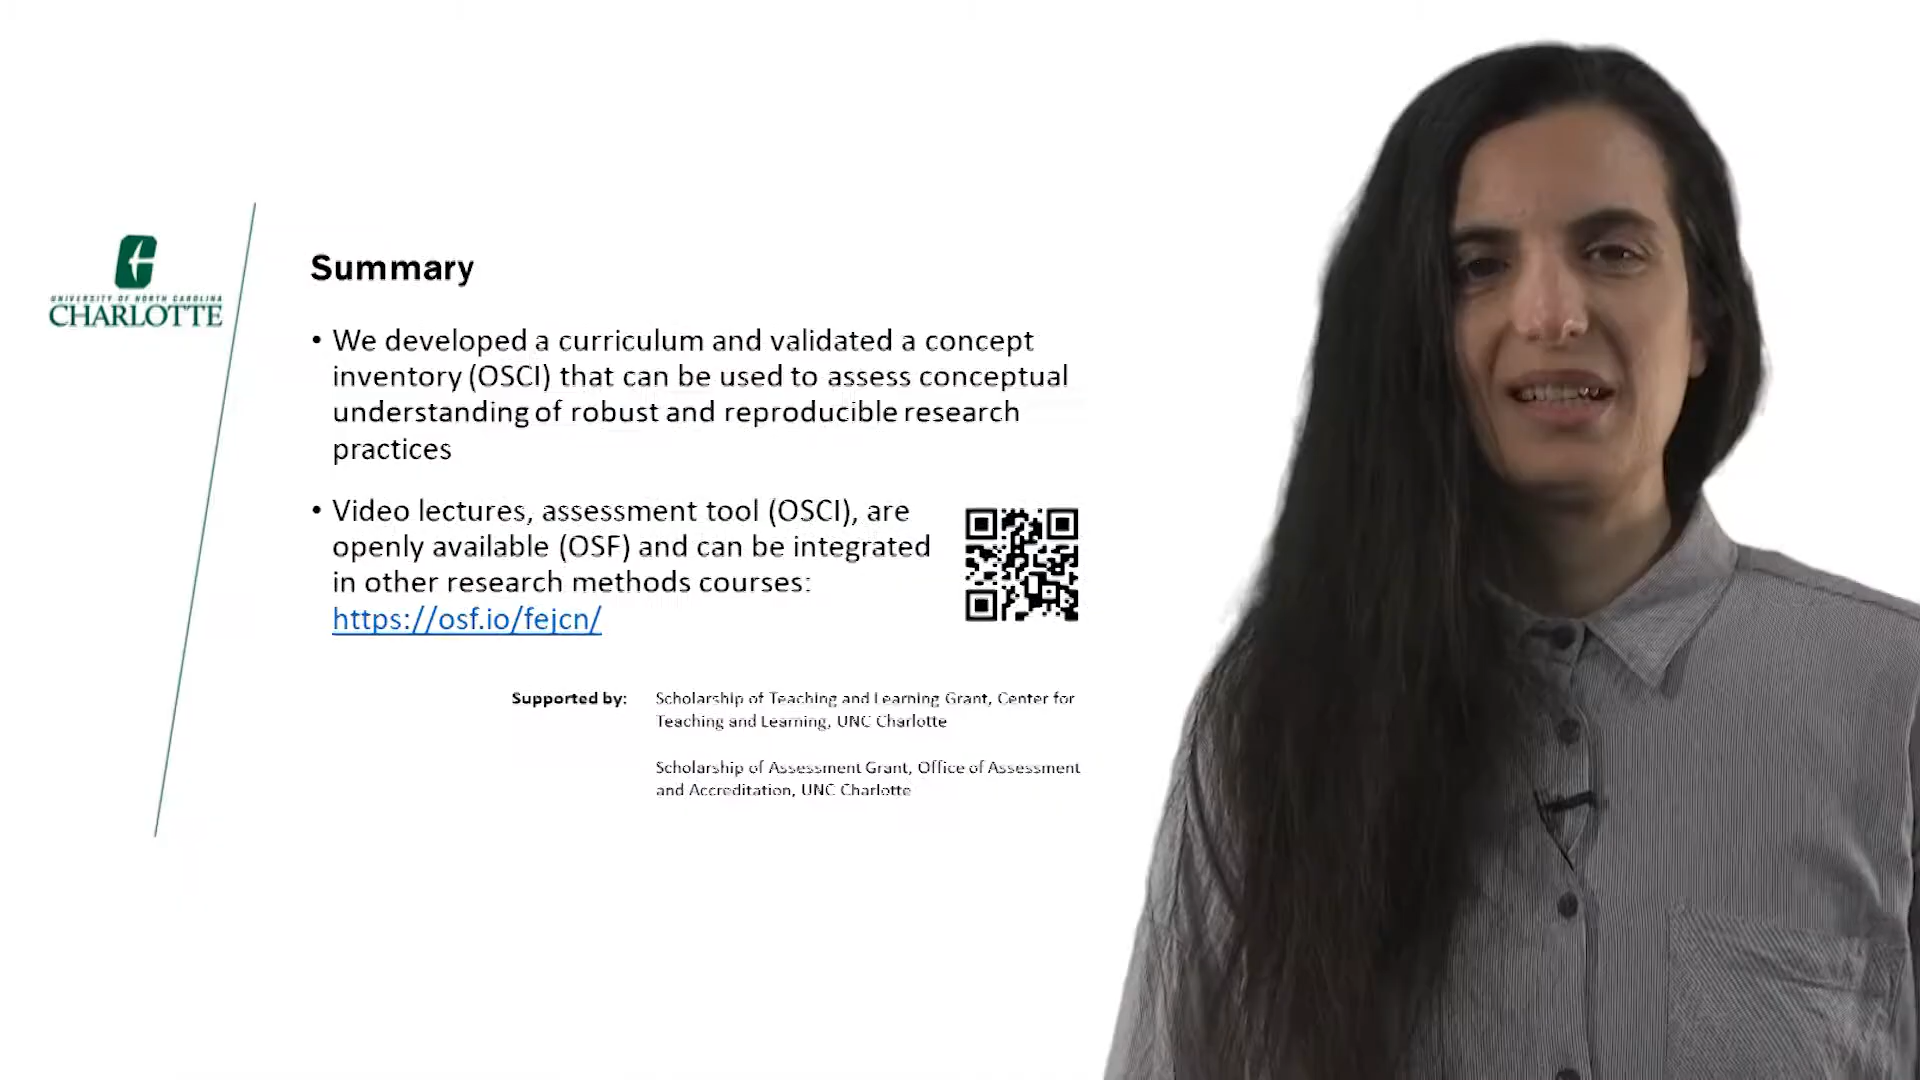 UNIVERSITY OF NORTH CAROLINA
CHARLOTTE
Summary
• We developed a curriculum and validated a concept
inventory (OSCI) that can be used to assess conceptual
understanding of robust and reproducible research
practices
• Video lectures, assessment tool (OSCI), are
openly available (OSF) and can be integrated
in other research methods courses:
https://osf.io/fejcn/
Supported by: Scholarship of Teaching and Learning Grant, Center for
Teaching and Learning, UNC Charlotte
Scholarship of Assessment Grant, Office of Assessment
and Accreditation, UNC Charlotte